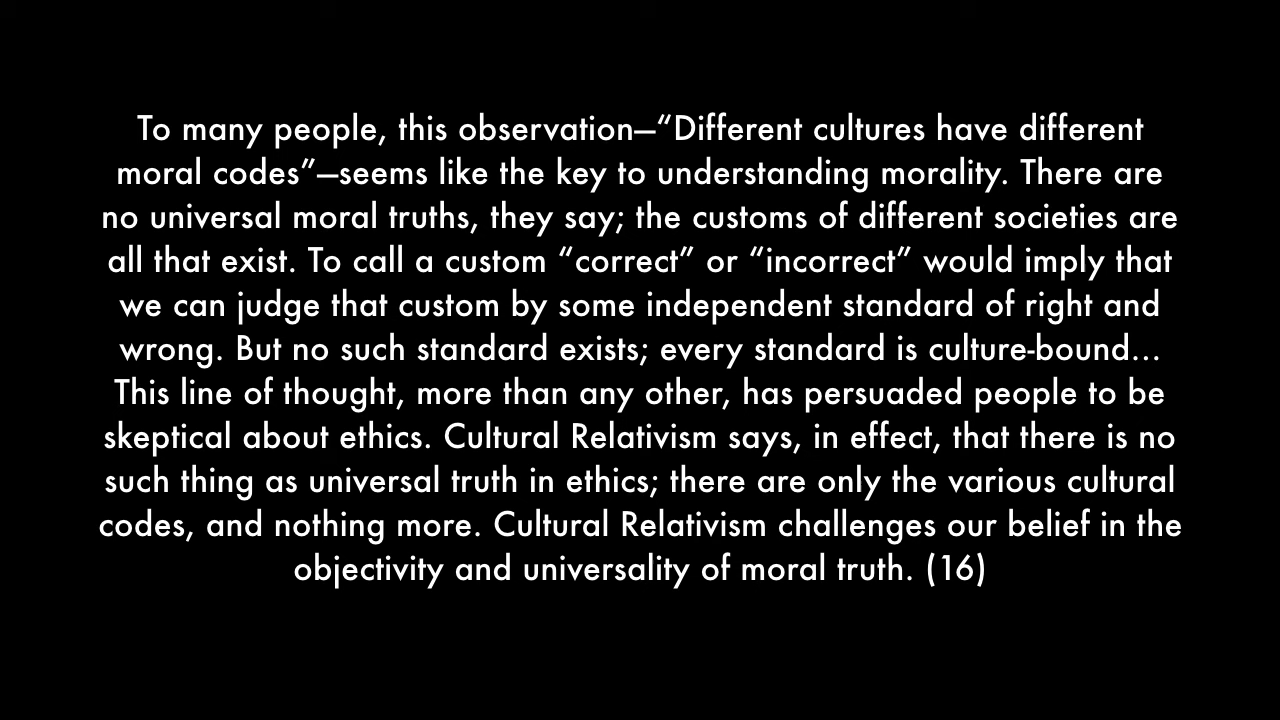 To many people, this observation—“Different cultures have different
moral codes”—seems like the key to understanding morality. There are
no universal moral truths, they say; the customs of different societies are
all that exist. To call a custom “correct” or “incorrect” would imply that
we can judge that custom by some independent standard of right and
wrong. But no such standard exists; every standard is culture-bound…
This line of thought, more than any other, has persuaded people to be
skeptical about ethics. Cultural Relativism says, in effect, that there is no
such thing as universal truth in ethics; there are only the various cultural
codes, and nothing more. Cultural Relativism challenges our belief in the
objectivity and universality of moral truth. (16)